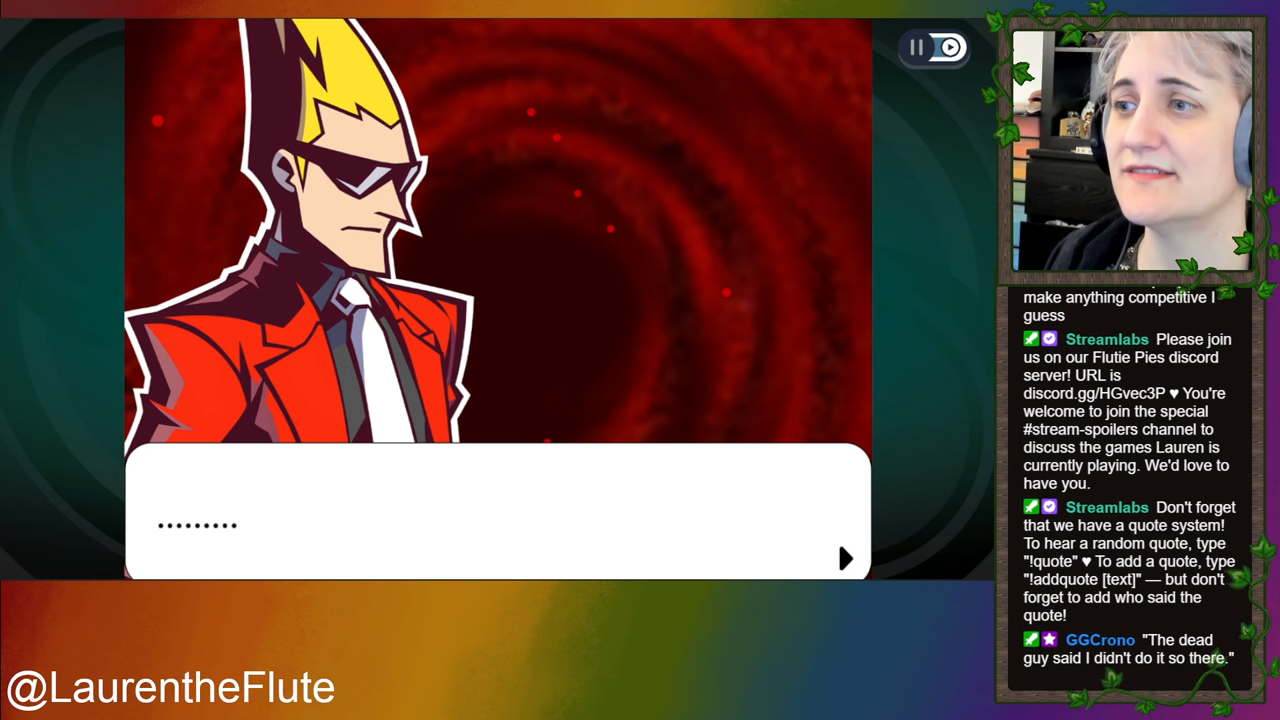 .........
make anything competitive I
guess
Streamlabs Please join
us on our Flutie Pies discord
server! URL is
discord.gg/HGvec3P ♥ You're
welcome to join the special
#stream-spoilers channel to
discuss the games Lauren is
currently playing. We'd love to
have you.
Streamlabs Don't forget
that we have a quote system!
To hear a random quote, type
"!quote" ♥ To add a quote, type
"!addquote [text]" — but don't
forget to add who said the
quote!
GGCrono "The dead
guy said I didn't do it so there."
@LaurentheFlute